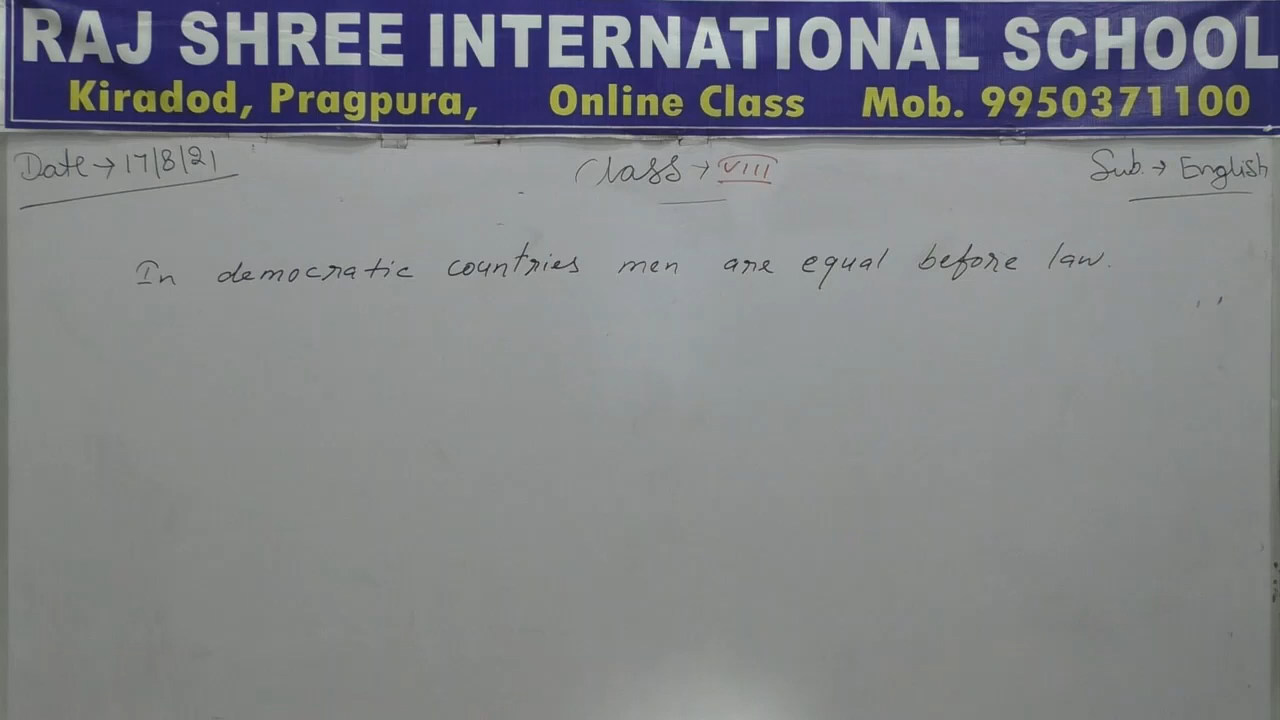 RAJ SHREE INTERNATIONAL SCHOOL
Kiradod, Pragpura, Online Class Mob. 9950371100
Date → 17/8/21 Class → VIII Sub. → English
In democratic countries men are equal before law.